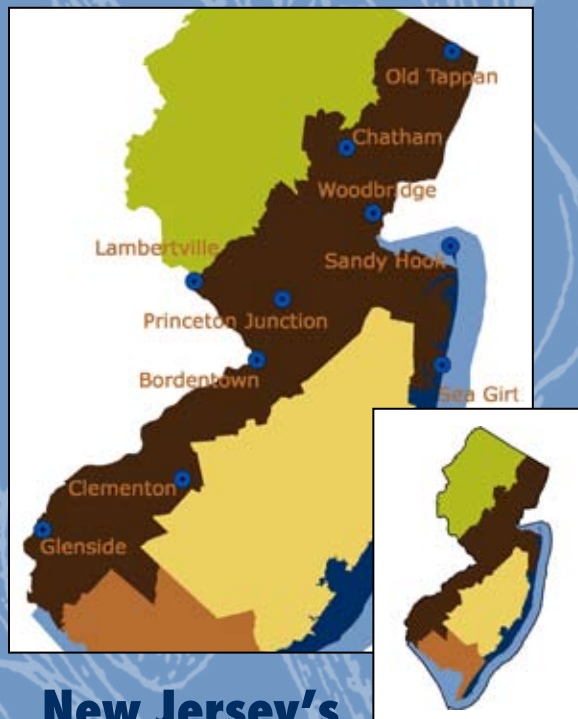 Old Tappan
Chatham
Woodbridge
Lambertville
Sandy Hook
Princeton Junction
Bordentown
Sea Girt
Clementon
Glenside
New Jersey's